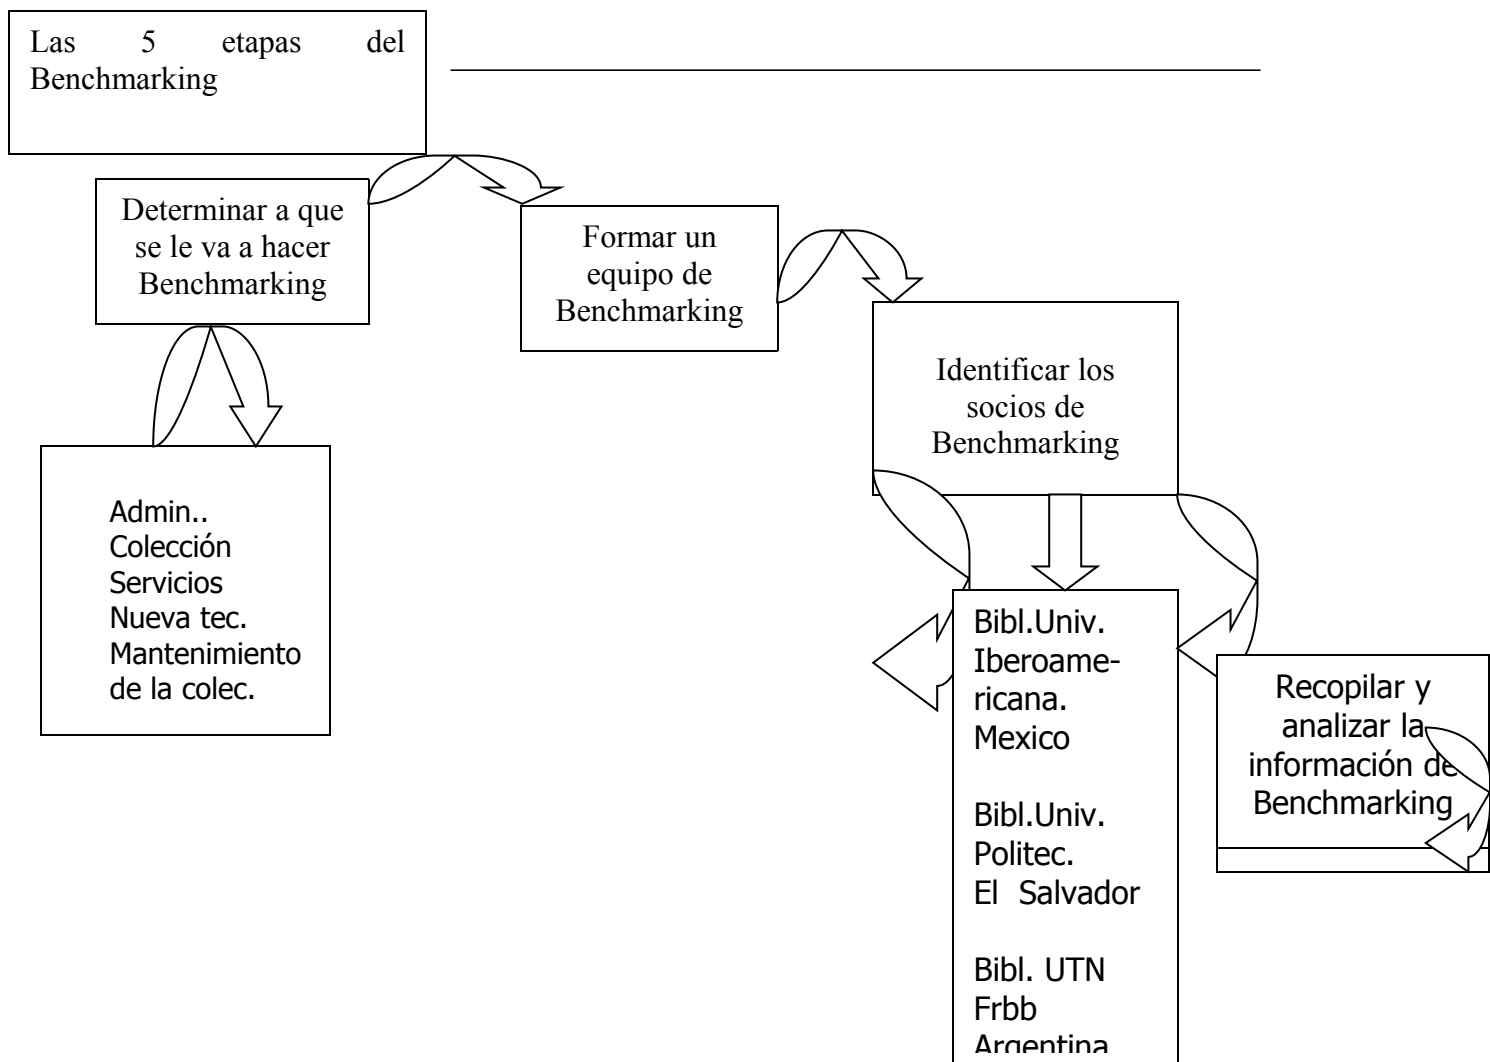 Las 5 etapas del
Benchmarking
Determinar a que
se le va a hacer
Benchmarking
Formar un
equipo de
Benchmarking
Identificar los
socios de
Benchmarking
Admin..
Colección
Servicios
Nueva tec.
Mantenimiento
de la colec.
Bibl.Univ.
Iberoame-
ricana.
Mexico
Bibl.Univ.
Politec.
El Salvador
Bibl. UTN
Frbb
Argentina
Recopilar y
analizar la
información de
Benchmarking